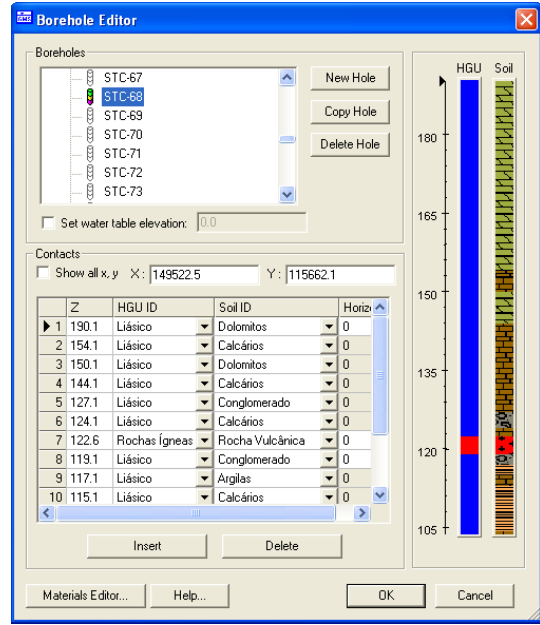 Borehole Editor
Boreholes
STC-67
STC-68
STC-69
STC-70
STC-71
STC-72
STC-73
New Hole
Copy Hole
Delete Hole
Set water table elevation: 0.0
Contacts
Show all x, y X: 149522.5 Y: 115662.1
Z HGU ID Soil ID Horizo
1 190.1 Liásico Dolomitos 0
2 154.1 Liásico Calcários 0
3 150.1 Liásico Dolomitos 0
4 144.1 Liásico Calcários 0
5 127.1 Liásico Conglomerado 0
6 124.1 Liásico Calcários 0
7 122.6 Rochas Ígneas Rocha Vulcânica 0
8 119.1 Liásico Conglomerado 0
9 117.1 Liásico Argilas 0
10 115.1 Liásico Calcários 0
Insert Delete
HGU Soil
180
165
150
135
120
105
Materials Editor... Help... OK Cancel